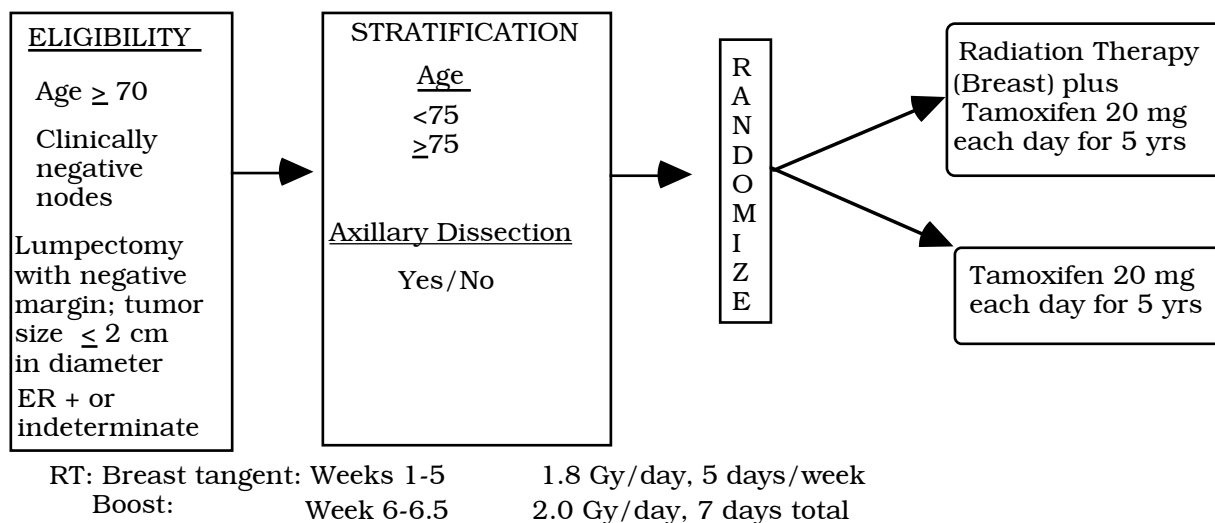 ELIGIBILITY
Age ≥ 70
Clinically
negative
nodes
Lumpectomy
with negative
margin; tumor
size ≤ 2 cm
in diameter
ER + or
indeterminate
STRATIFICATION
Age
<75
≥75
Axillary Dissection
Yes/No
R
A
N
D
O
M
I
Z
E
Radiation Therapy
(Breast) plus
Tamoxifen 20 mg
each day for 5 yrs
Tamoxifen 20 mg
each day for 5 yrs
RT: Breast tangent: Weeks 1-5 1.8 Gy/day, 5 days/week
Boost: Week 6-6.5 2.0 Gy/day, 7 days total